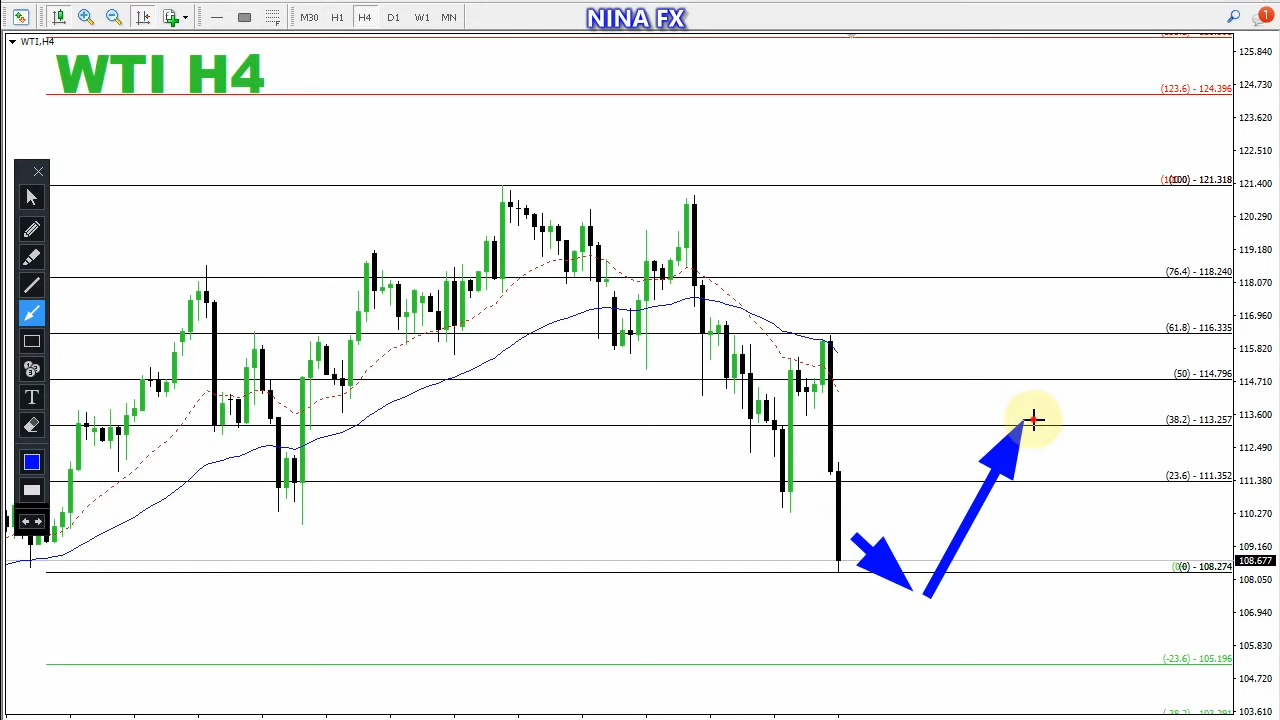 M30 H1 H4 D1 W1 MN
NINA FX
1
WTI,H4
WTI H4
125.840
(123.6) - 124.396
124.730
123.620
122.510
(100) - 121.318
121.400
120.290
119.180
(76.4) - 118.240
118.070
116.960
(61.8) - 116.335
115.820
(50) - 114.796
114.710
113.600
(38.2) - 113.257
112.490
(23.6) - 111.352
111.380
110.270
109.160
108.677
(0) - 108.274
108.050
106.940
105.830
(-23.6) - 105.196
104.720
103.610
T